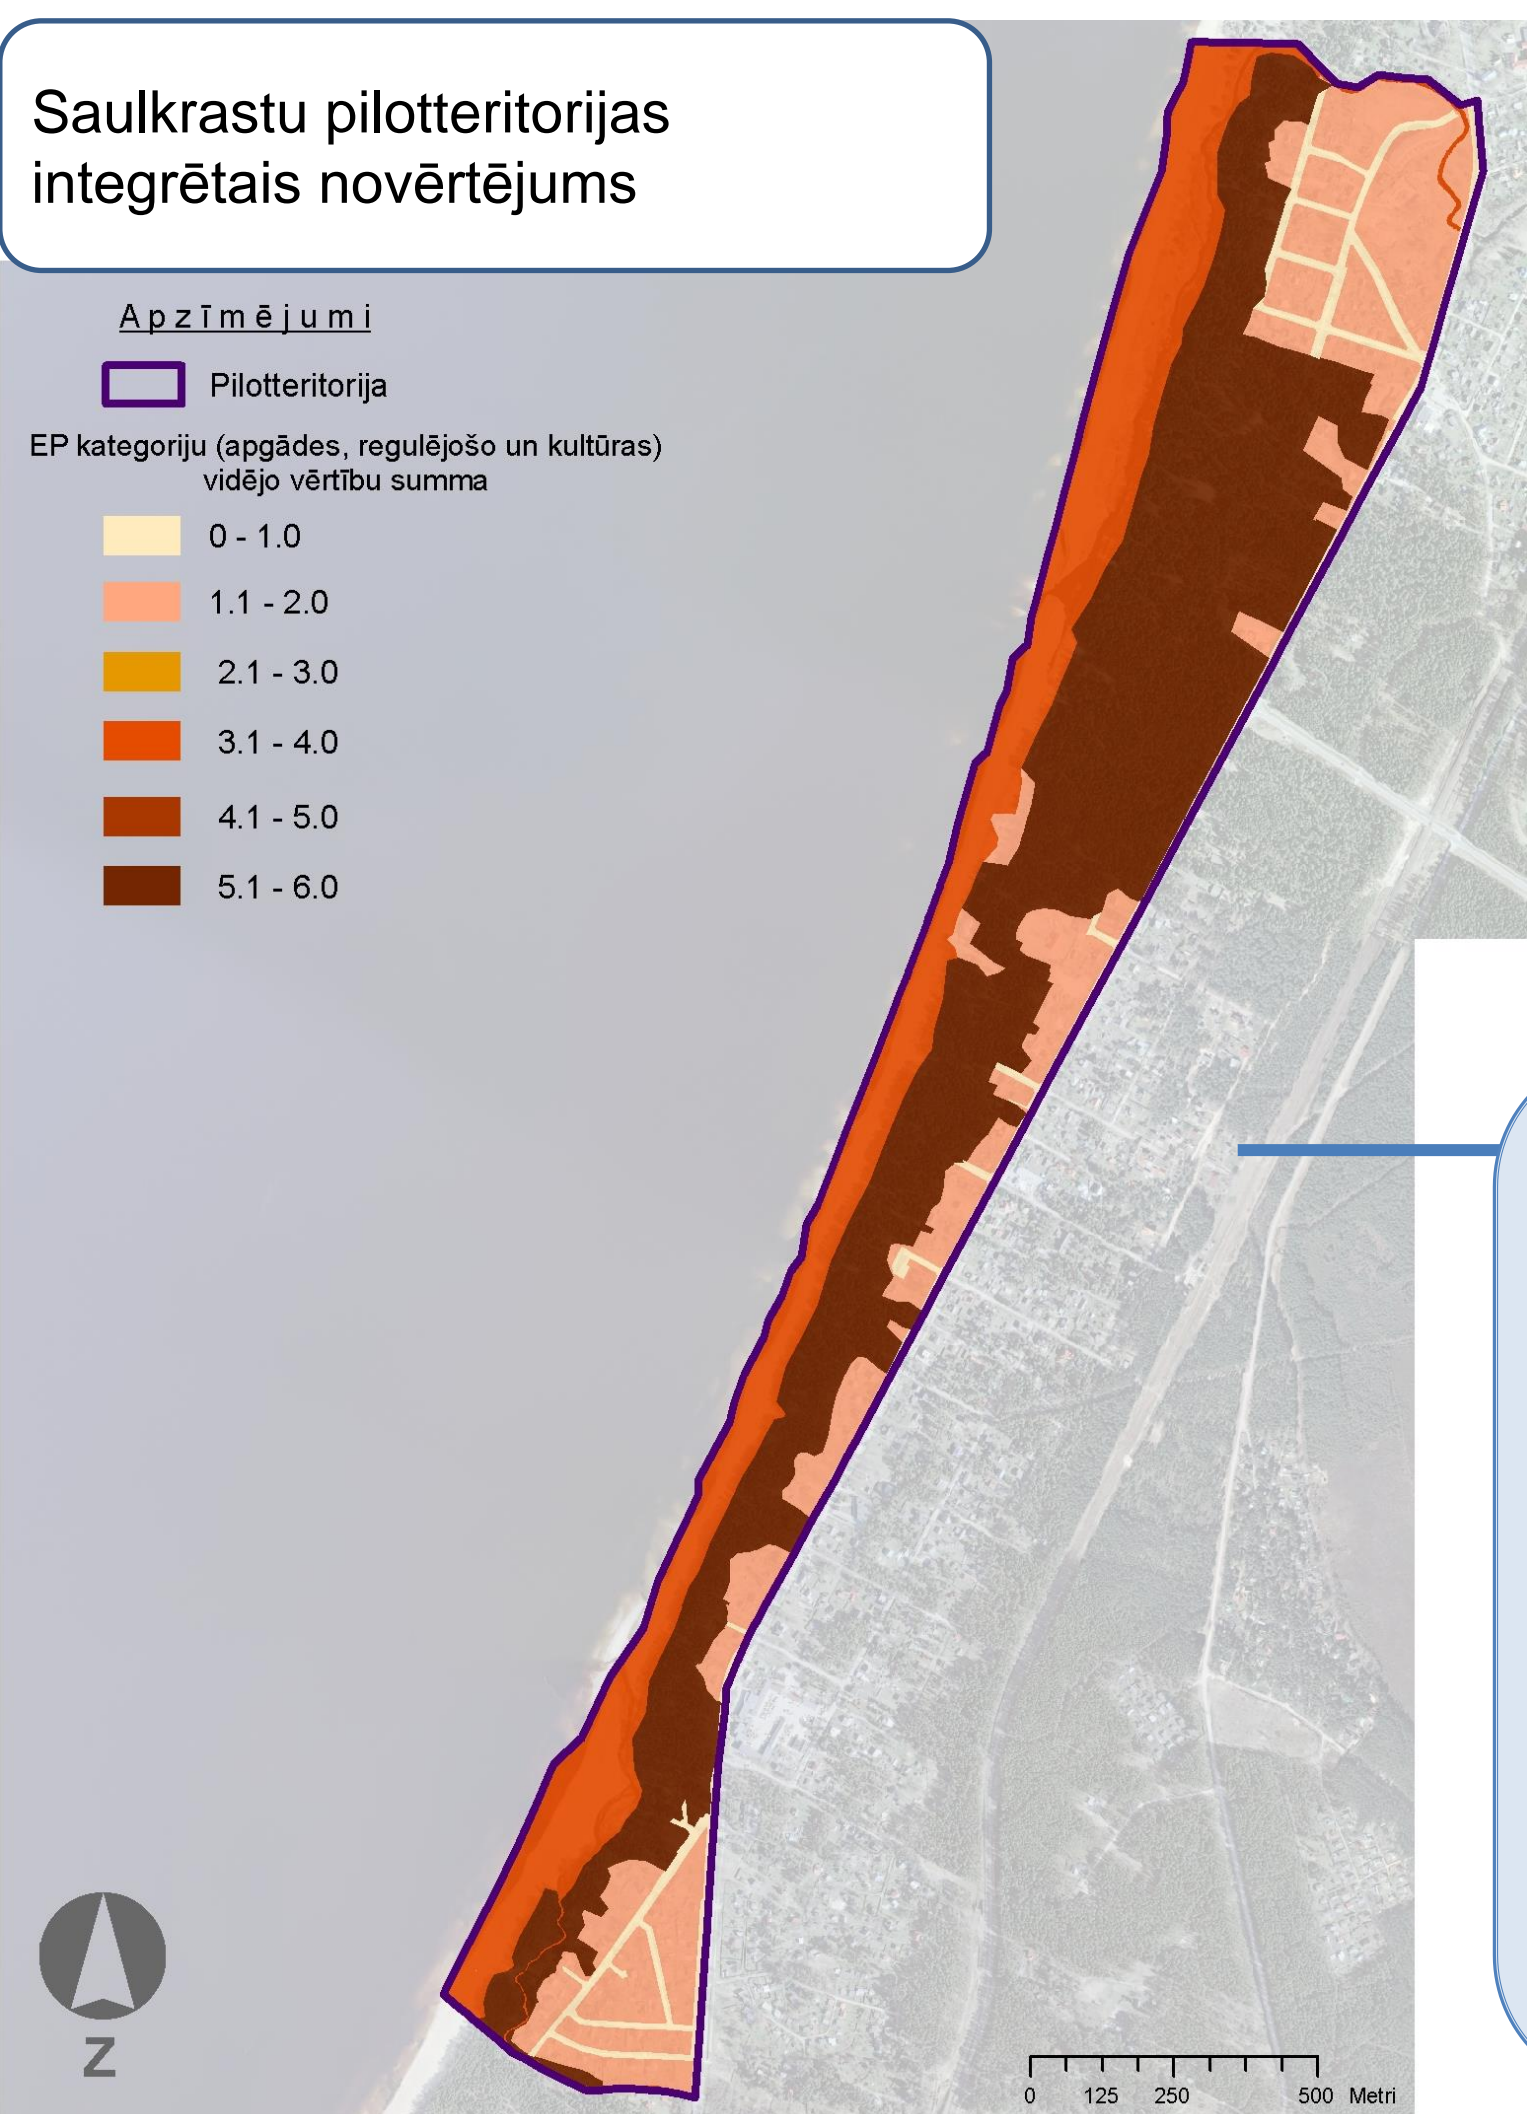 Saulkrastu pilotteritorijas
integrētais novērtējums
Apzīmējumi
Pilotteritorija
EP kategoriju (apgādes, regulējošo un kultūras)
vidējo vērtību summa
0 - 1.0
1.1 - 2.0
2.1 - 3.0
3.1 - 4.0
4.1 - 5.0
5.1 - 6.0
Z
0 125 250 500 Metri